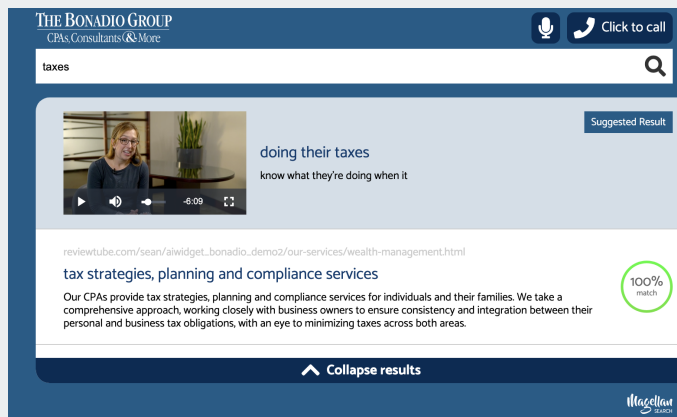 THE BONADIO GROUP
CPAs, Consultants & More
Click to call
taxes
Suggested Result
doing their taxes
know what they're doing when it
-6:09
reviewtube.com/sean/aiwidget_bonadio_demo2/our-services/wealth-management.html
tax strategies, planning and compliance services
100%
match
Our CPAs provide tax strategies, planning and compliance services for individuals and their families. We take a
comprehensive approach, working closely with business owners to ensure consistency and integration between their
personal and business tax obligations, with an eye to minimizing taxes across both areas.
Collapse results
Magellan
SEARCH